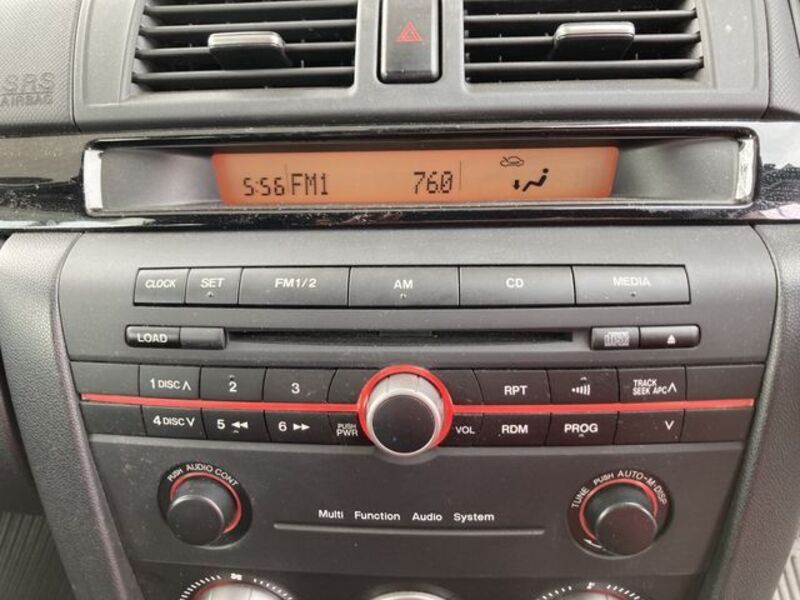 SRS
AIRBAG
5:56 FM1 76.0
CLOCK SET FM1/2 AM CD MEDIA
LOAD
1 DISC ∧ 2 3 RPT TRACK SEEK APC ∧
4 DISC ∨ 5 ◀◀ 6 ▶▶ PUSH PWR VOL RDM PROG ∨
PUSH AUDIO CONT
TUNE PUSH AUTO-M·DISP
Multi Function Audio System